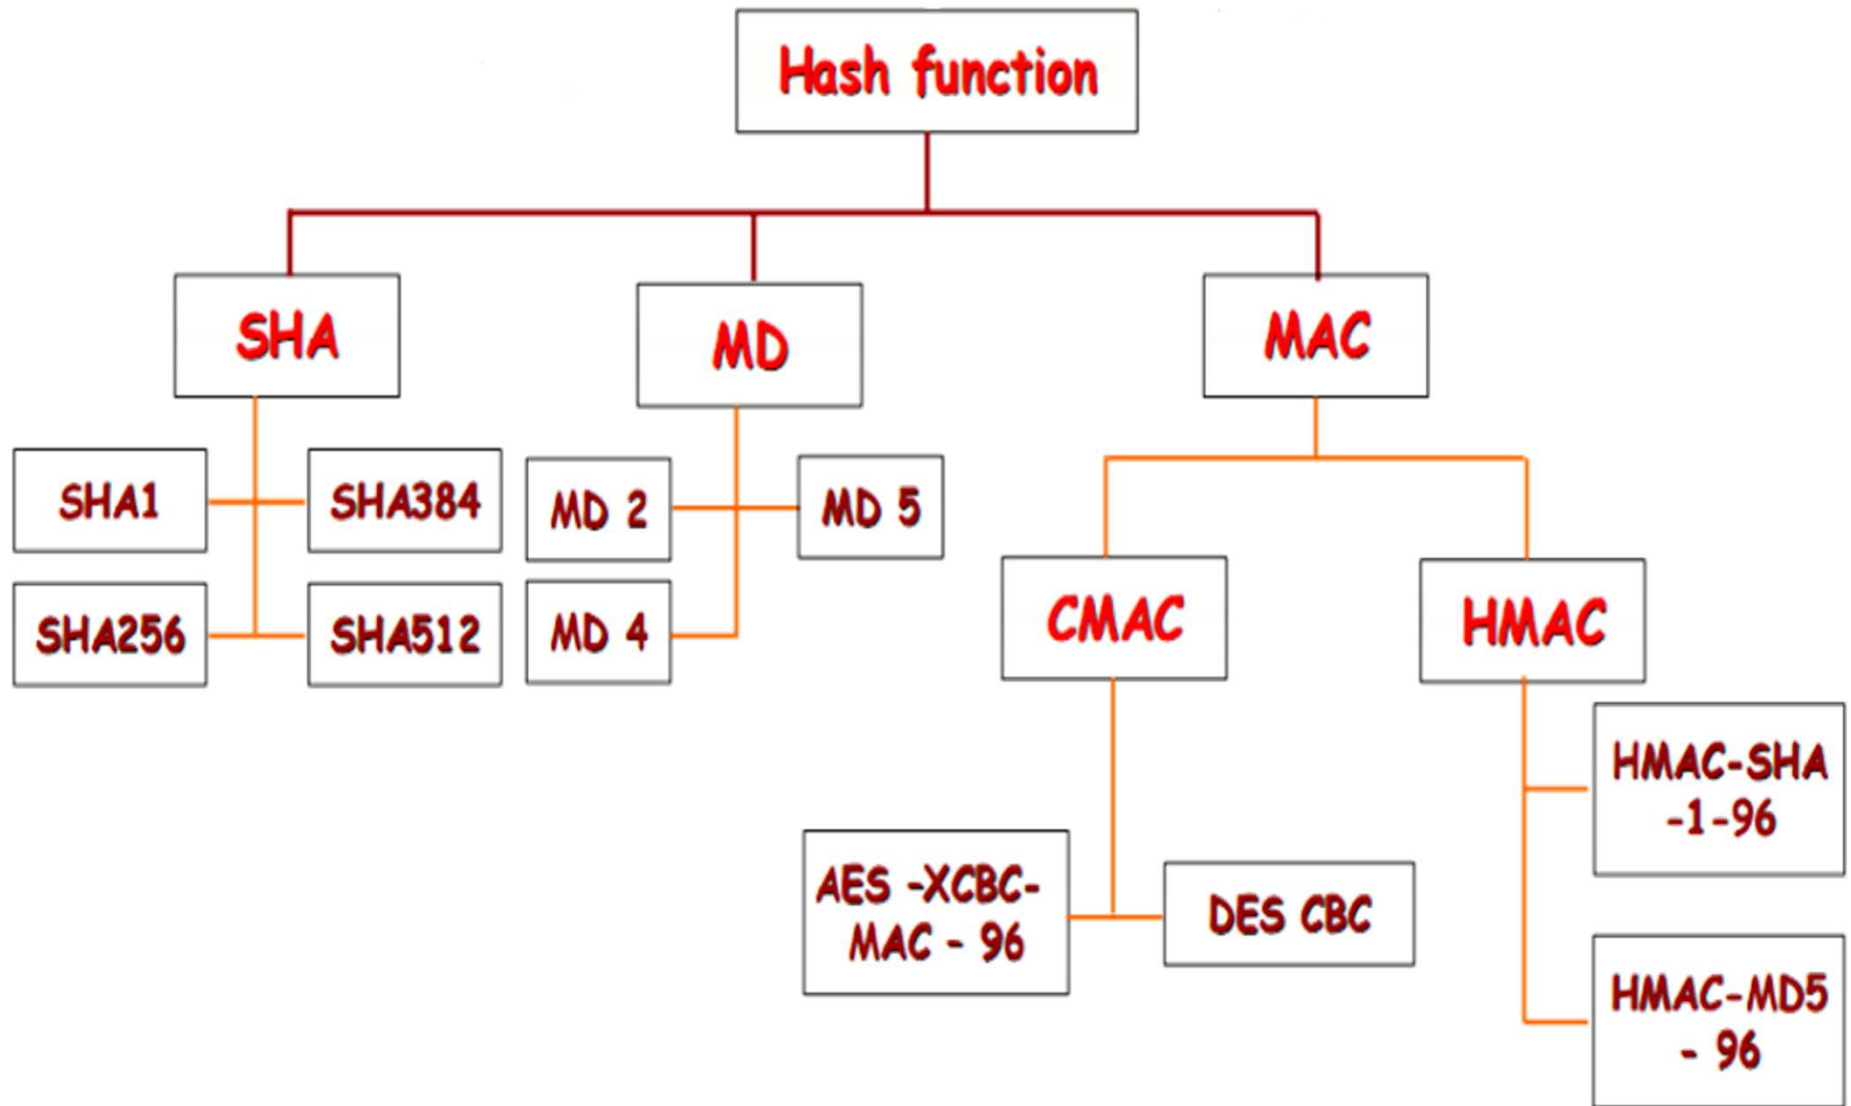 Hash function
SHA
MD
MAC
SHA1
SHA384
MD 2
MD 5
SHA256
SHA512
MD 4
CMAC
HMAC
HMAC-SHA
-1-96
AES -XCBC-
MAC - 96
DES CBC
HMAC-MD5
- 96